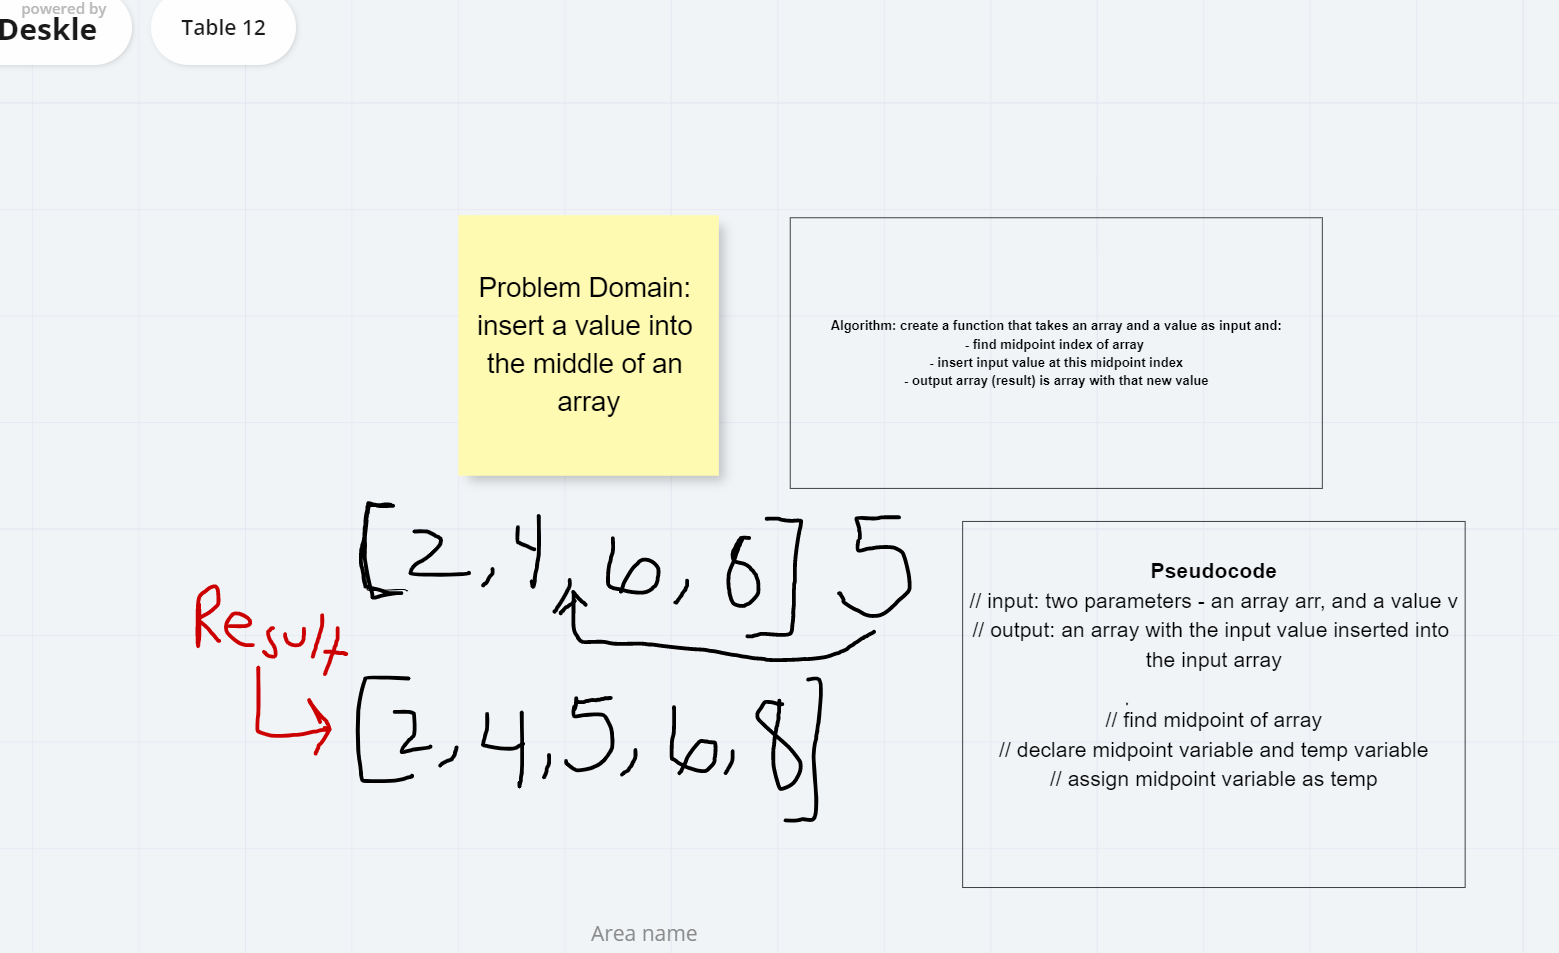 powered by
Deskle
Table 12
Problem Domain:
insert a value into
the middle of an
array
Algorithm: create a function that takes an array and a value as input and:
- find midpoint index of array
- insert input value at this midpoint index
- output array (result) is array with that new value
[2, 4, 6, 8] 5
Result
[2, 4, 5, 6, 8]
Pseudocode
// input: two parameters - an array arr, and a value v
// output: an array with the input value inserted into
the input array
// find midpoint of array
// declare midpoint variable and temp variable
// assign midpoint variable as temp
Area name